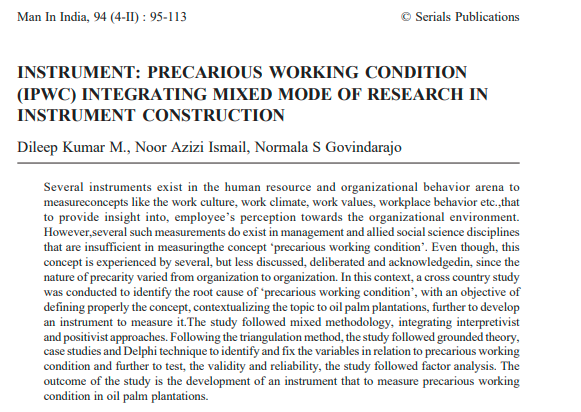 Man In India, 94 (4-II) : 95-113
© Serials Publications
INSTRUMENT: PRECARIOUS WORKING CONDITION
(IPWC) INTEGRATING MIXED MODE OF RESEARCH IN
INSTRUMENT CONSTRUCTION
Dileep Kumar M., Noor Azizi Ismail, Normala S Govindarajo
Several instruments exist in the human resource and organizational behavior arena to
measureconcepts like the work culture, work climate, work values, workplace behavior etc.,that
to provide insight into, employee's perception towards the organizational environment.
However,several such measurements do exist in management and allied social science disciplines
that are insufficient in measuringthe concept 'precarious working condition'. Even though, this
concept is experienced by several, but less discussed, deliberated and acknowledgedin, since the
nature of precarity varied from organization to organization. In this context, a cross country study
was conducted to identify the root cause of 'precarious working condition', with an objective of
defining properly the concept, contextualizing the topic to oil palm plantations, further to develop
an instrument to measure it.The study followed mixed methodology, integrating interpretivist
and positivist approaches. Following the triangulation method, the study followed grounded theory,
case studies and Delphi technique to identify and fix the variables in relation to precarious working
condition and further to test, the validity and reliability, the study followed factor analysis. The
outcome of the study is the development of an instrument that to measure precarious working
condition in oil palm plantations.